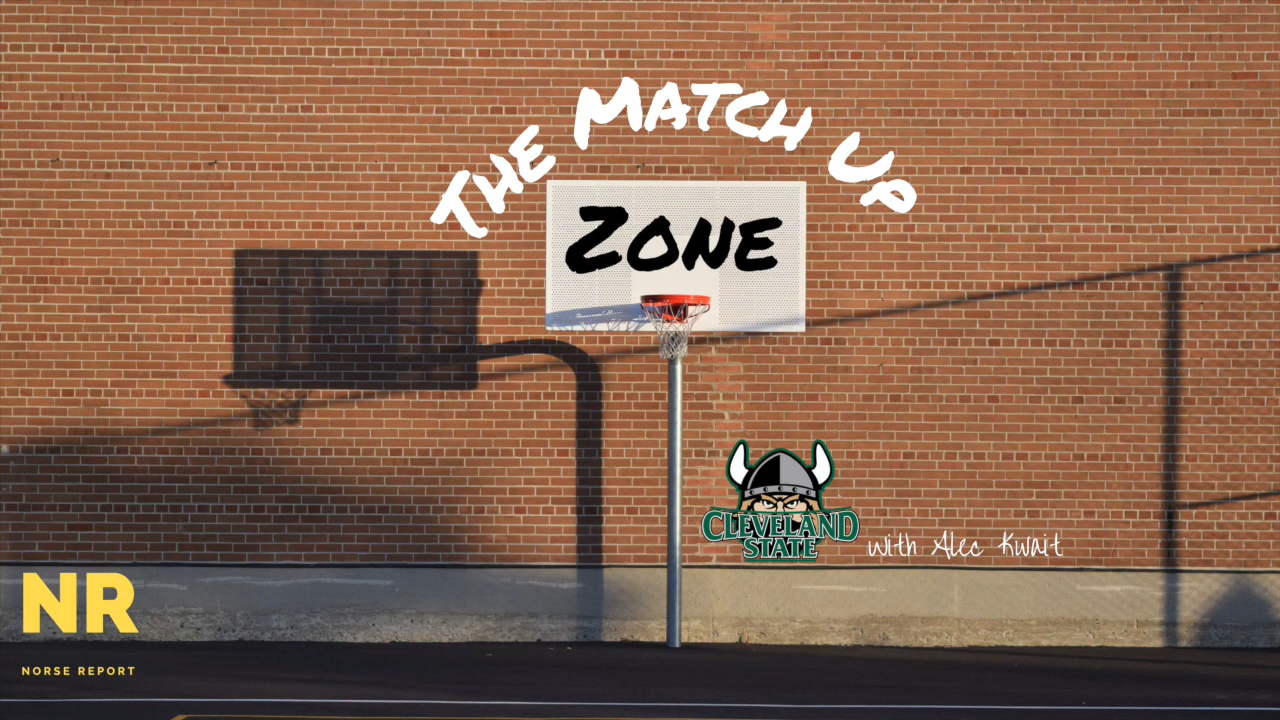 THE MATCH UP
ZONE
CLEVELAND
STATE
with Alec Kwait
NR
NORSE REPORT